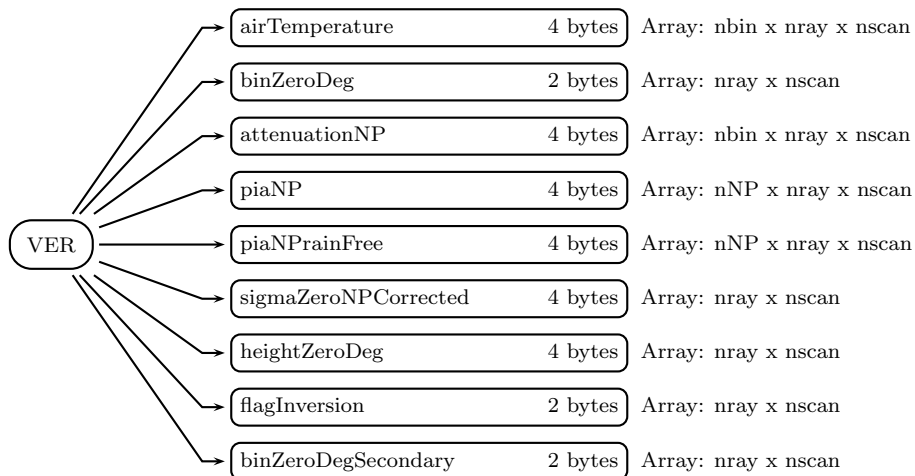 airTemperature 4 bytes Array: nbin x nray x nscan
binZeroDeg 2 bytes Array: nray x nscan
attenuationNP 4 bytes Array: nbin x nray x nscan
piaNP 4 bytes Array: nNP x nray x nscan
VER
piaNPrainFree 4 bytes Array: nNP x nray x nscan
sigmaZeroNPCorrected 4 bytes Array: nray x nscan
heightZeroDeg 4 bytes Array: nray x nscan
flagInversion 2 bytes Array: nray x nscan
binZeroDegSecondary 2 bytes Array: nray x nscan